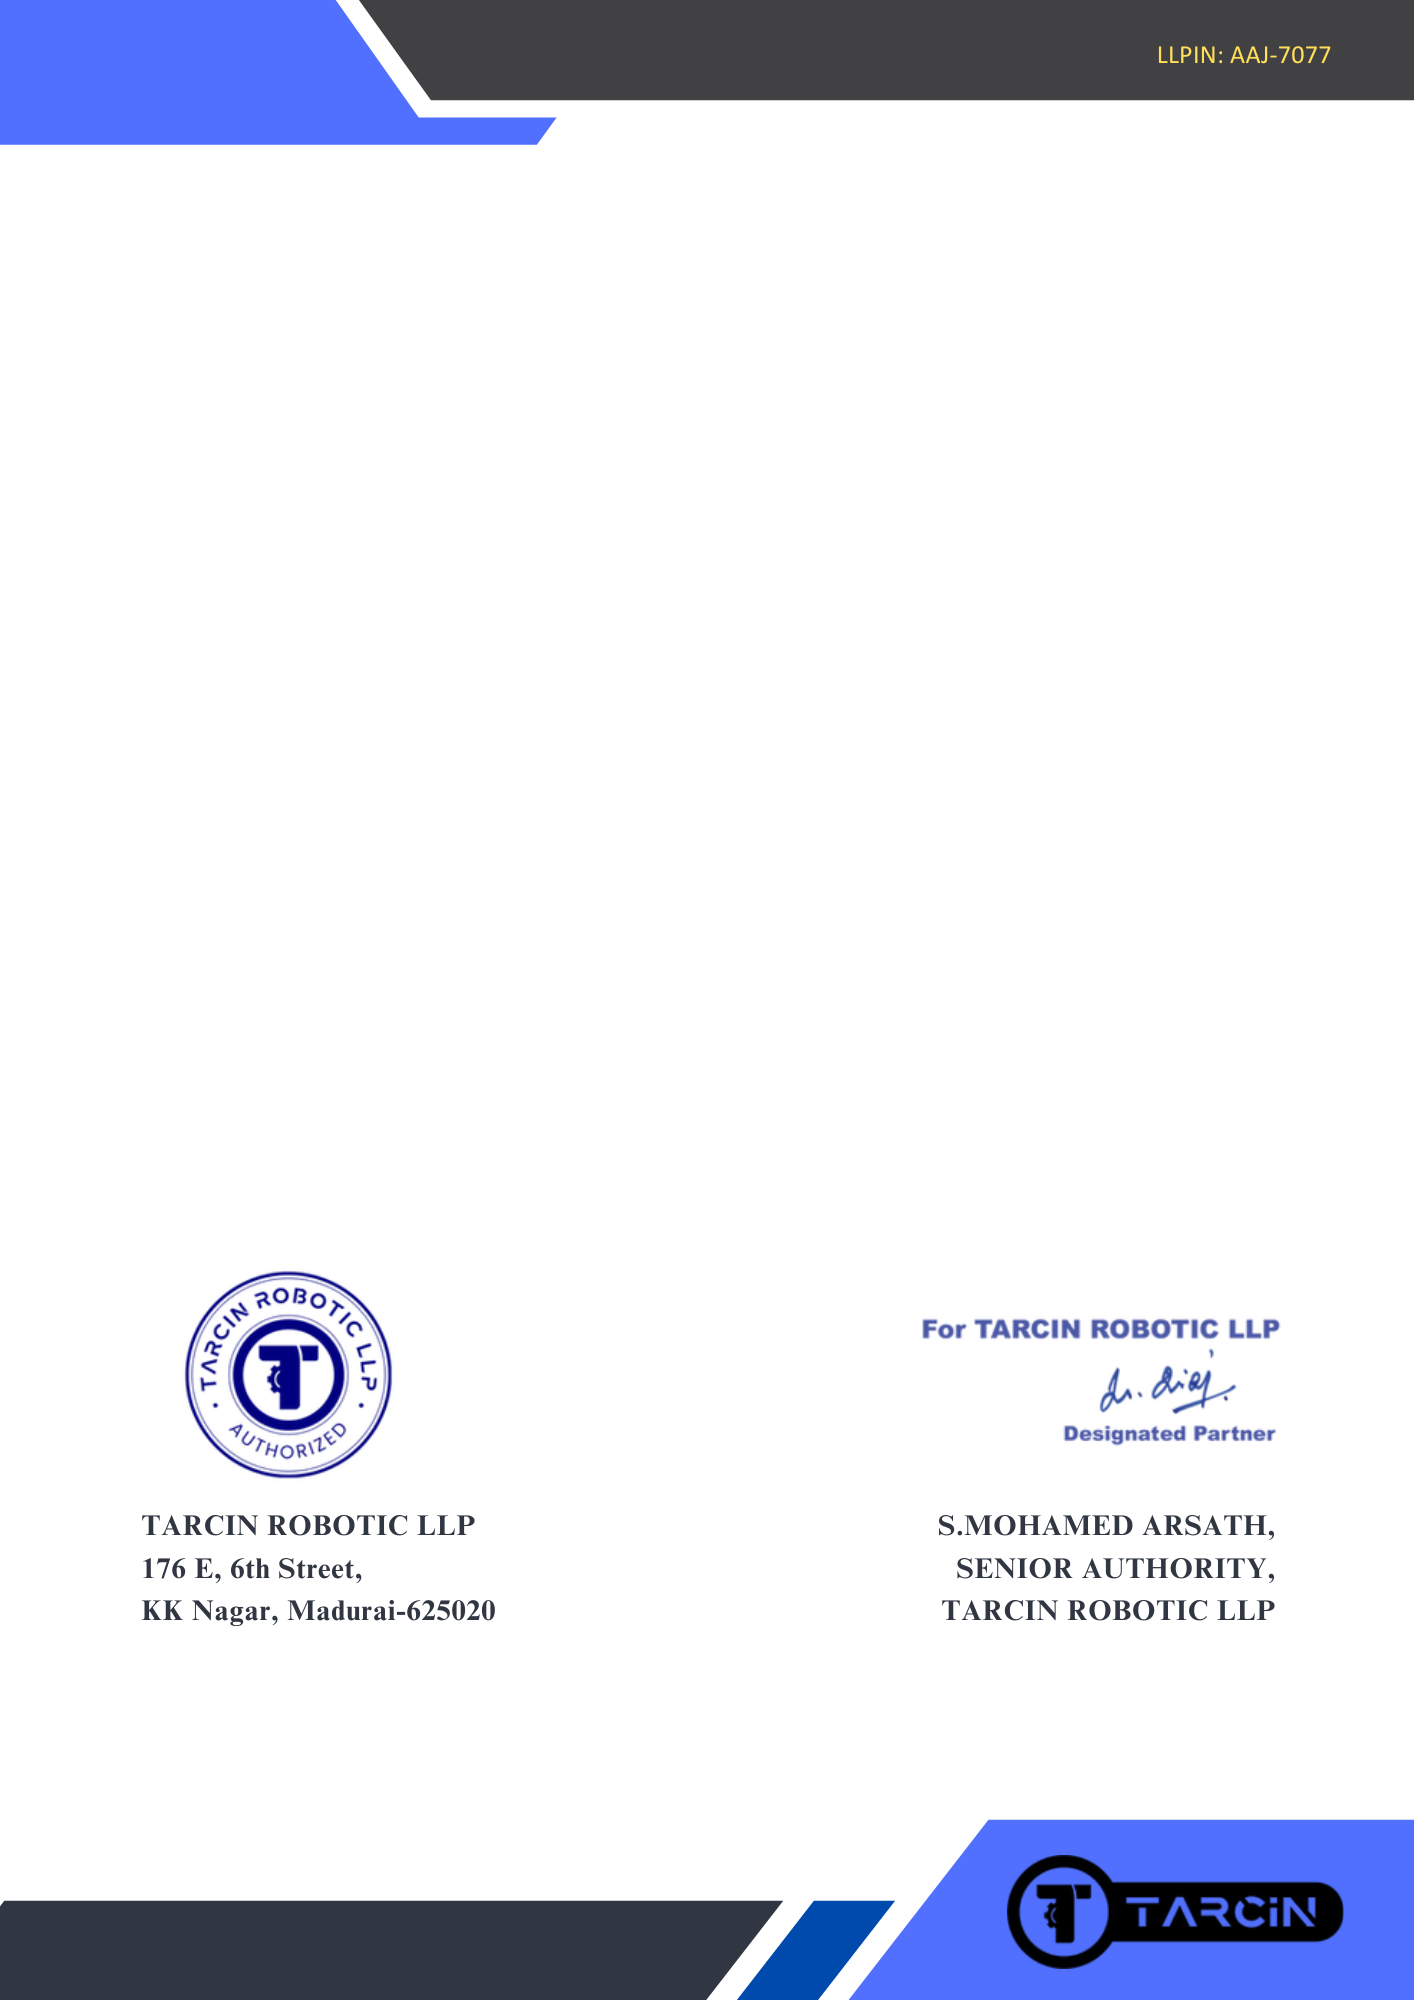 LLPIN: AAJ-7077
TARCIN ROBOTIC LLP
AUTHORIZED
For TARCIN ROBOTIC LLP
Designated Partner
TARCIN ROBOTIC LLP
176 E, 6th Street,
KK Nagar, Madurai-625020
S.MOHAMED ARSATH,
SENIOR AUTHORITY,
TARCIN ROBOTIC LLP
TARCiN